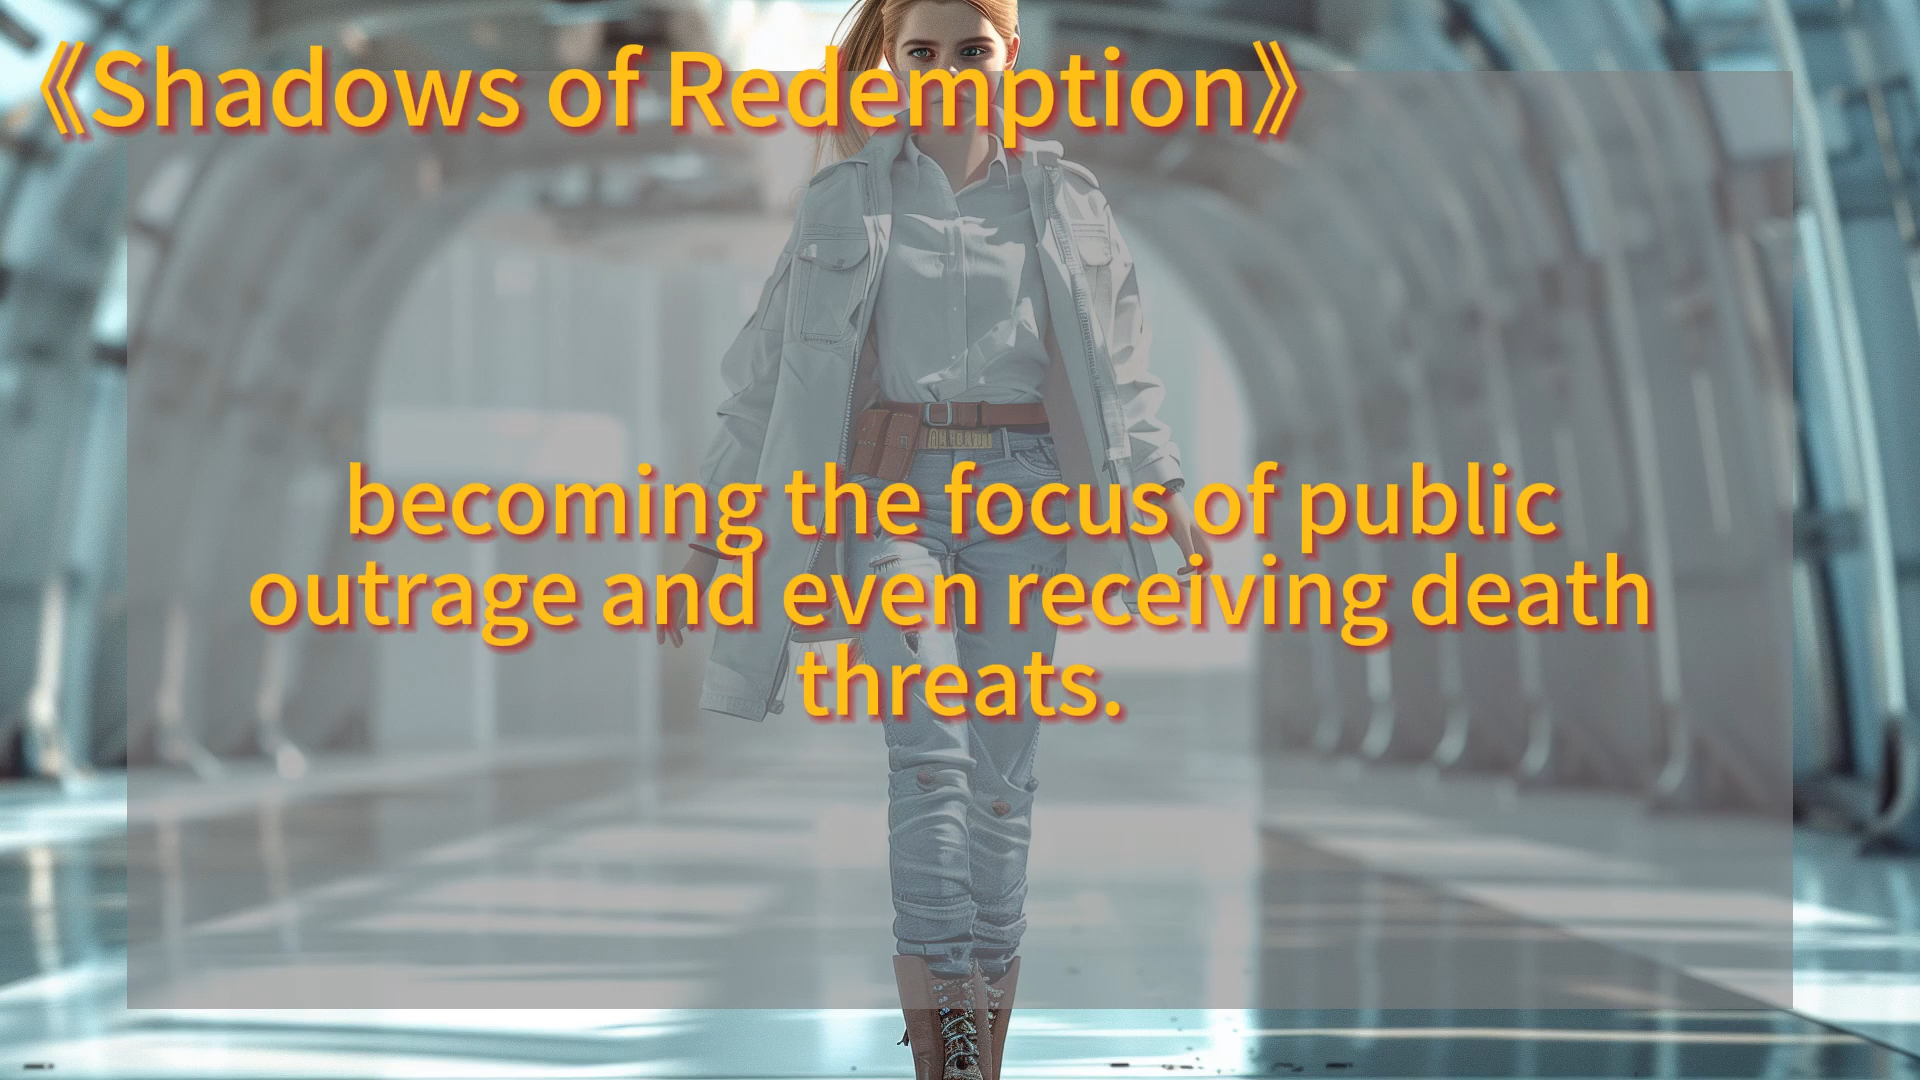 《Shadows of Redemption》
becoming the focus of public
outrage and even receiving death
threats.